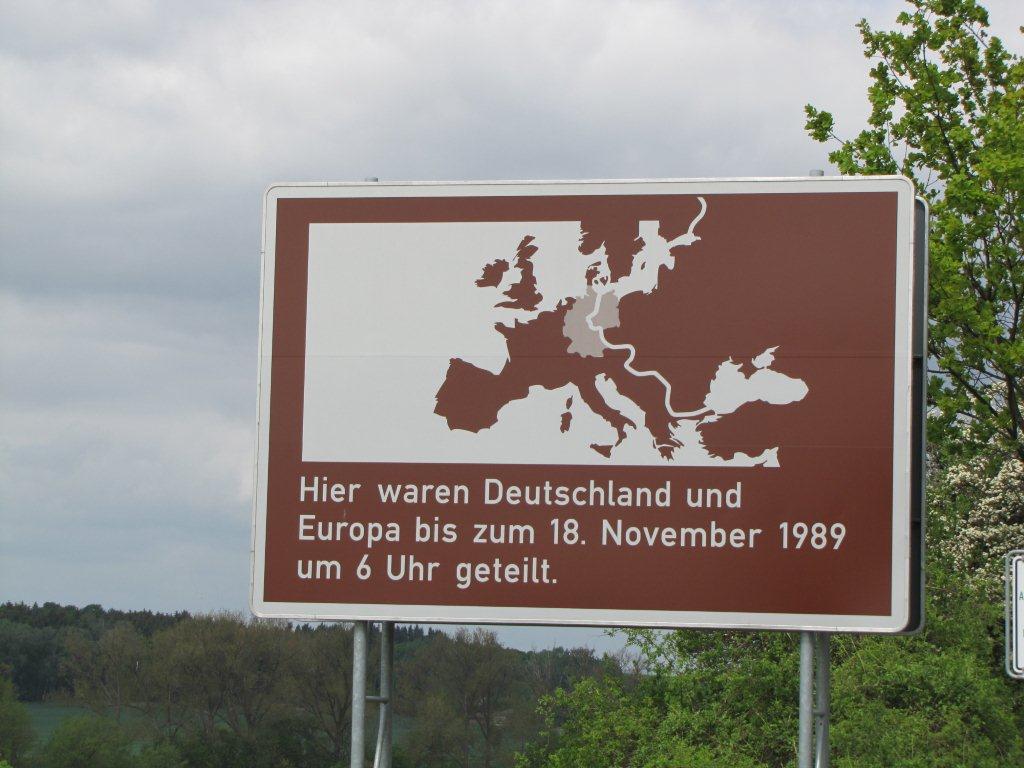 Hier waren Deutschland und
Europa bis zum 18. November 1989
um 6 Uhr geteilt.